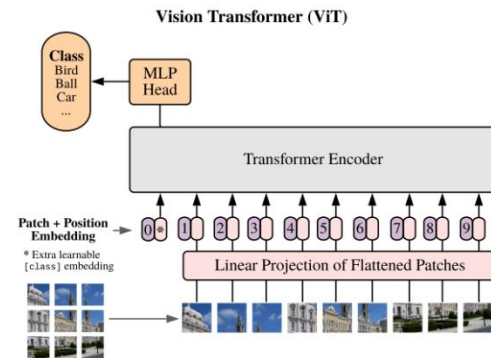 Vision Transformer (ViT)
Class
Bird
Ball
Car
...
MLP
Head
Transformer Encoder
Patch + Position
Embedding
0 * 1 2 3 4 5 6 7 8 9
* Extra learnable
[class] embedding
Linear Projection of Flattened Patches